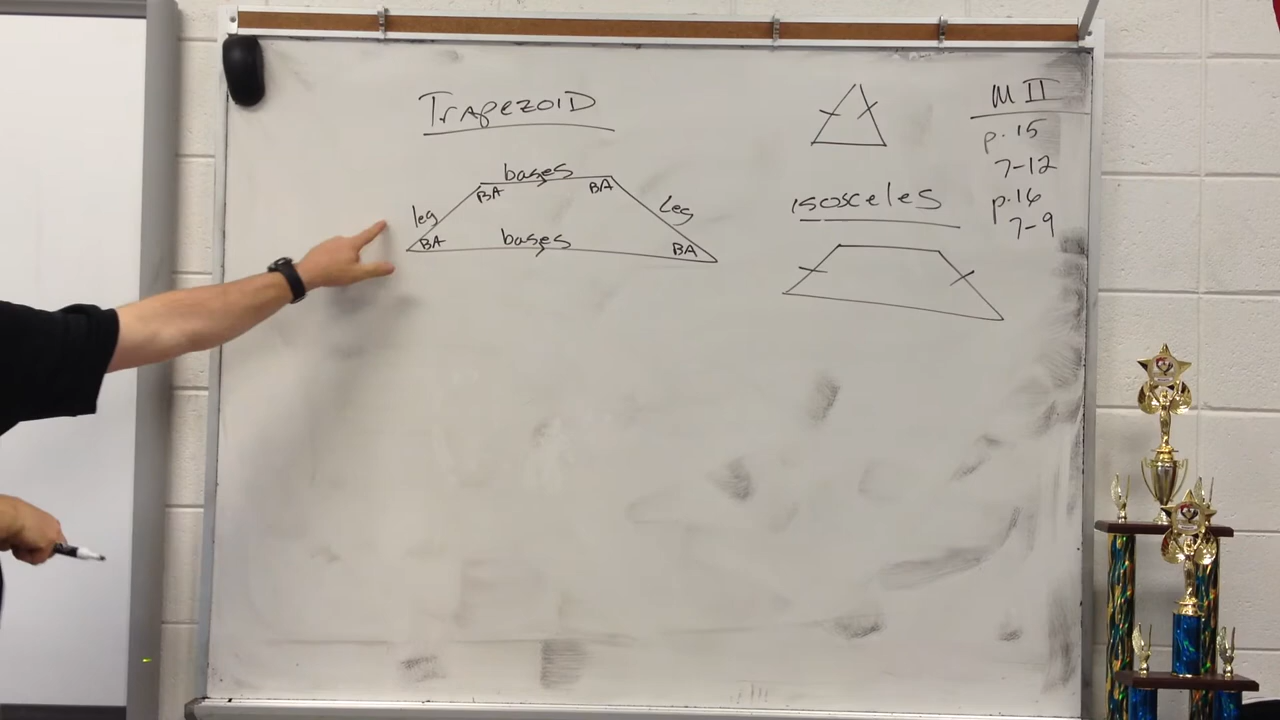 TrapezoiD
bases
BA BA
leg Leg
BA bases BA
isosceles
M II
p. 15
7-12
p. 16
7-9